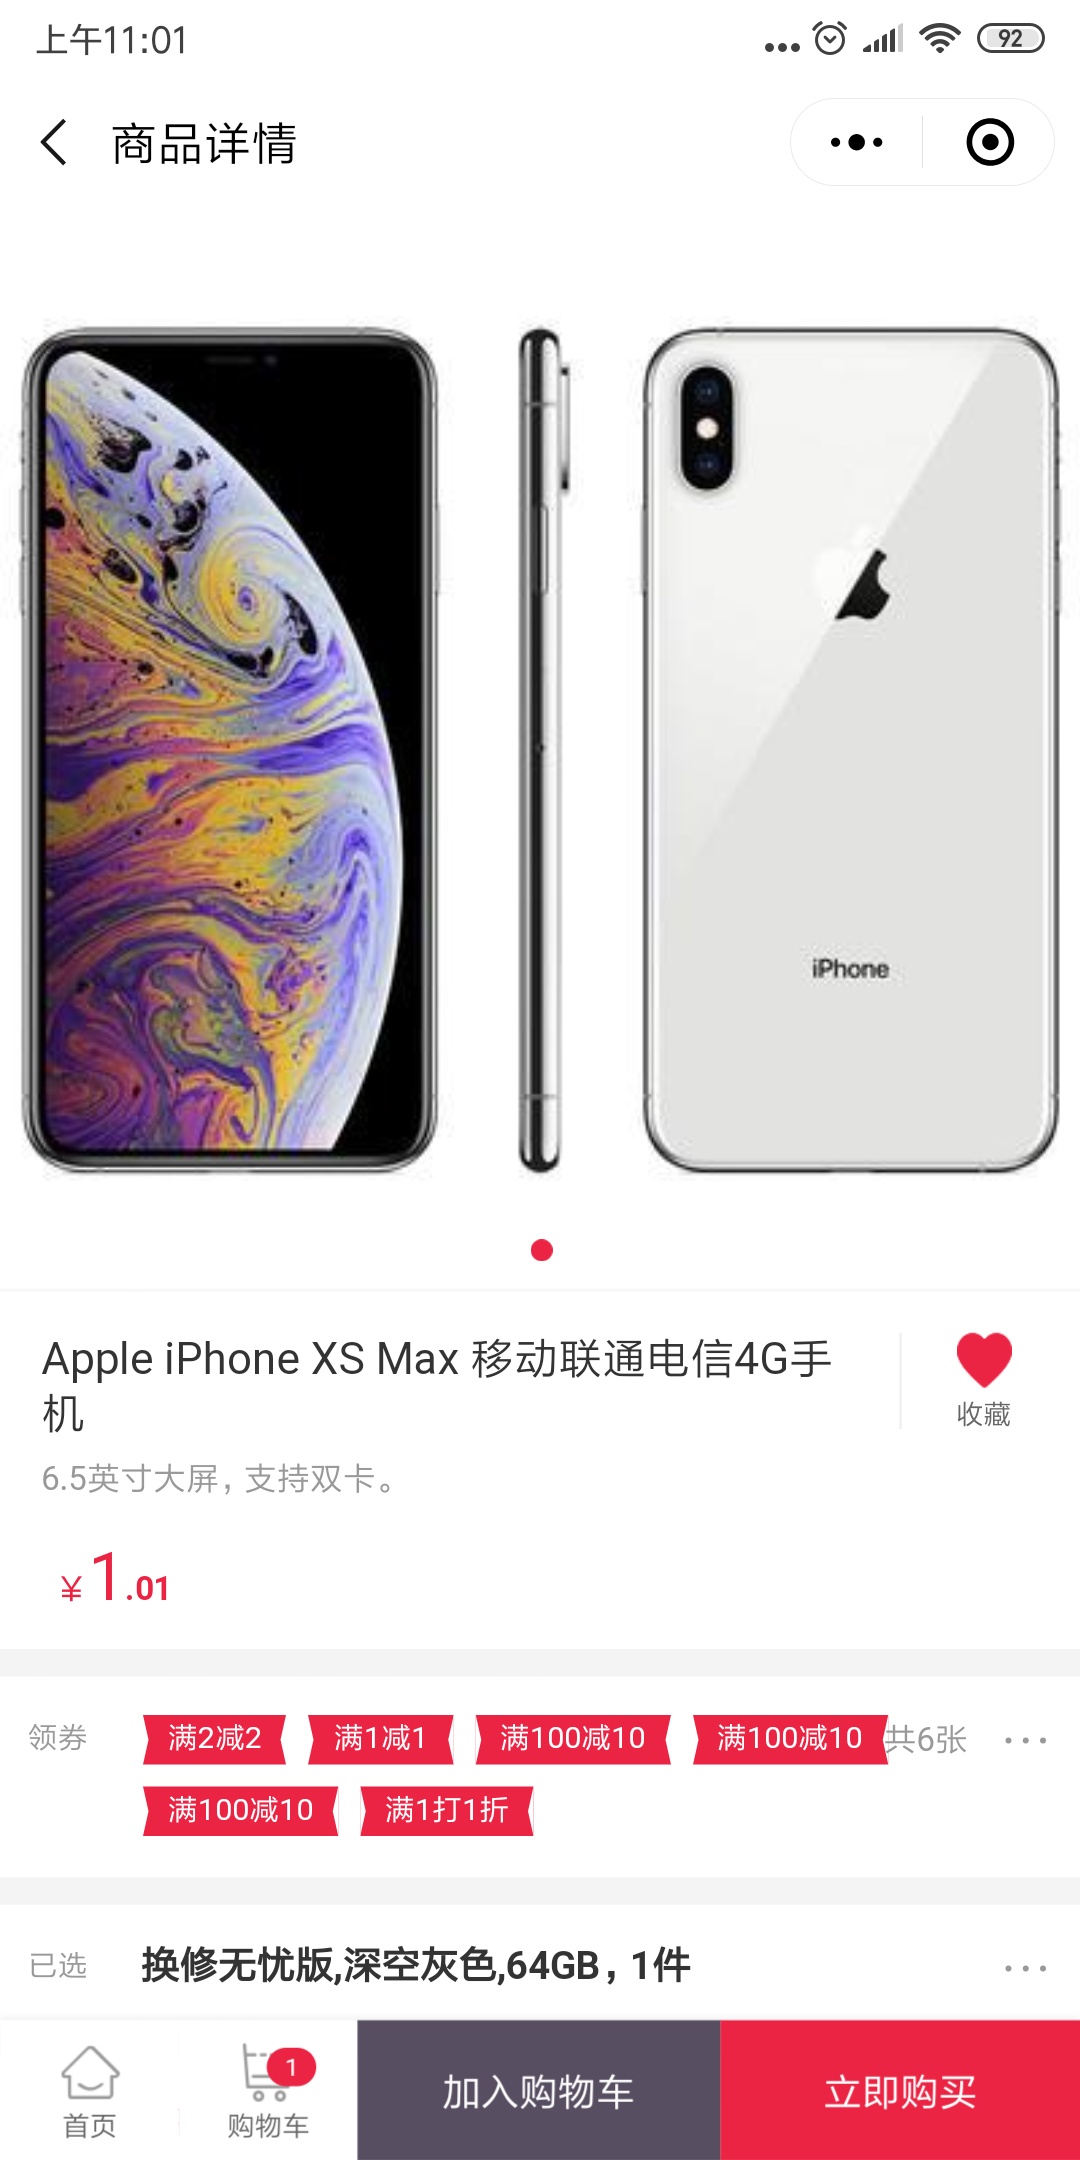 上午11:01
92
商品详情
iPhone
Apple iPhone XS Max 移动联通电信4G手
机
收藏
6.5英寸大屏，支持双卡。
¥1.01
领券 满2减2 满1减1 满100减10 满100减10 共6张
满100减10 满1打1折
已选 换修无忧版,深空灰色,64GB，1件
1
首页 购物车 加入购物车 立即购买